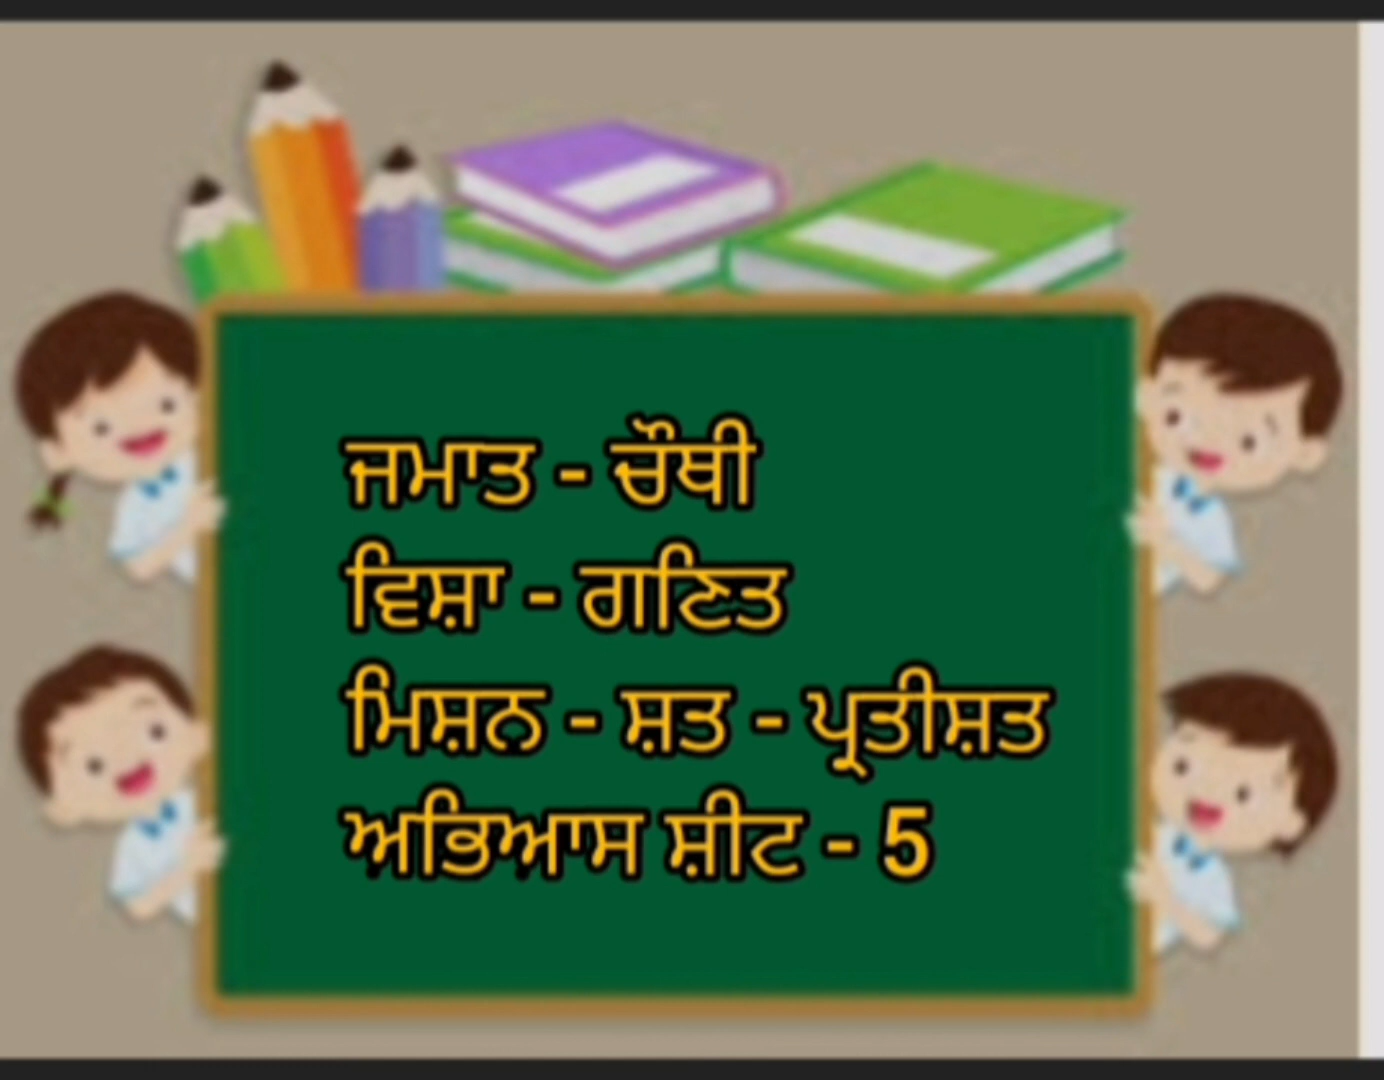 ਜਮਾਤ - ਚੌਥੀ
ਵਿਸ਼ਾ - ਗਣਿਤ
ਮਿਸ਼ਨ - ਸ਼ਤ - ਪ੍ਰਤੀਸ਼ਤ
ਅਭਿਆਸ ਸ਼ੀਟ - 5